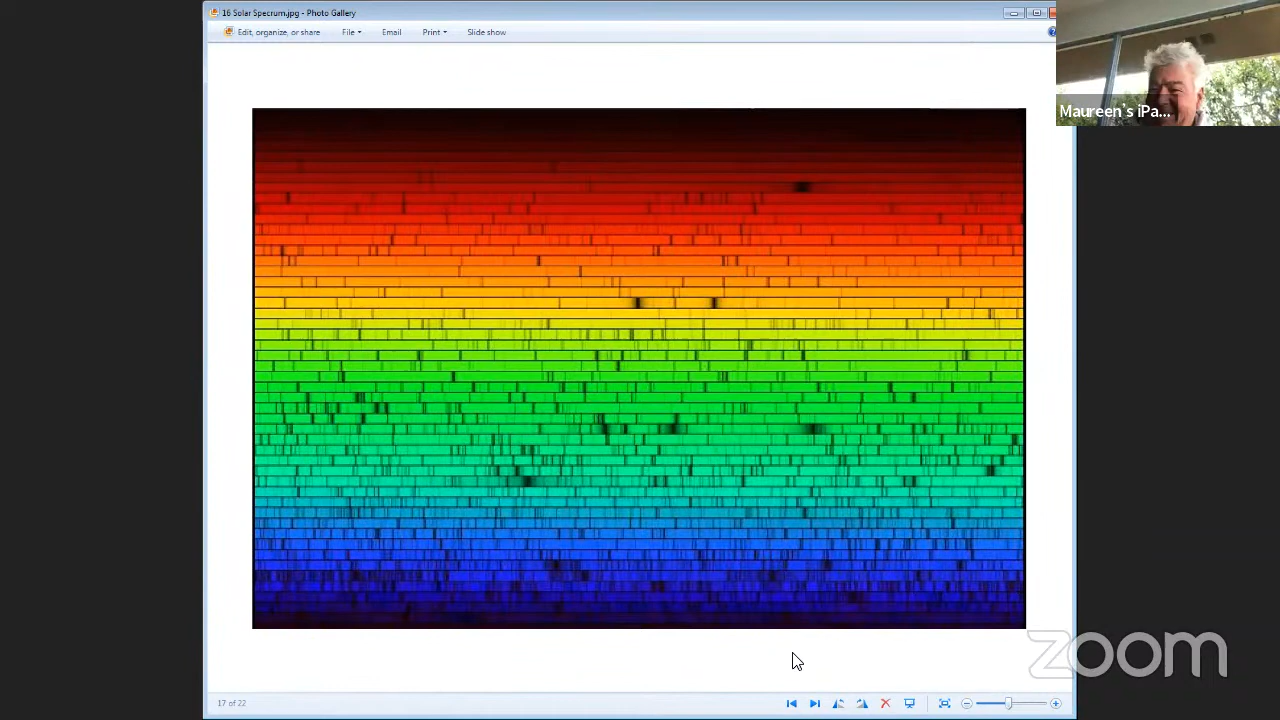 16 Solar Specrum.jpg - Photo Gallery
Edit, organize, or share File Email Print Slide show
Maureen's iPa...
zoom
17 of 22